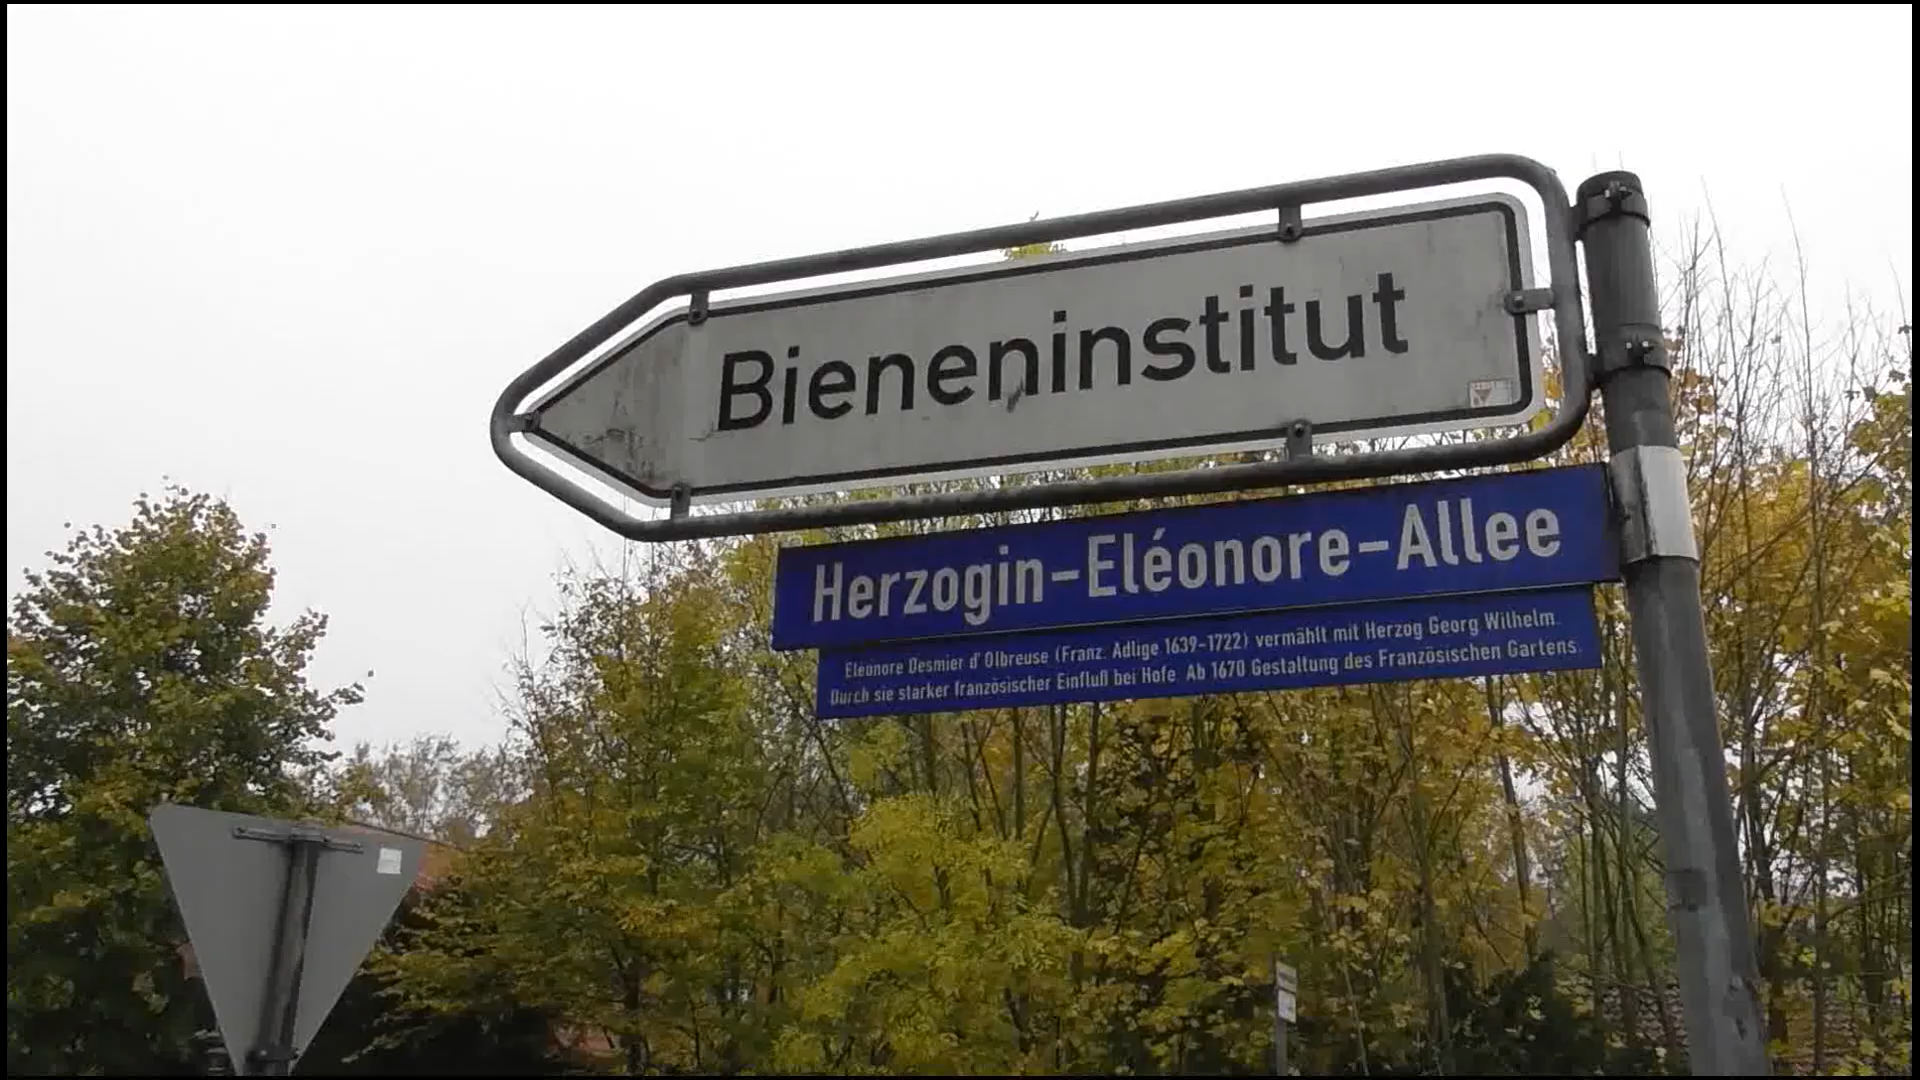 Bieneninstitut
Herzogin-Eléonore-Allee
Eléonore Desmier d'Olbreuse (Franz. Adlige 1639-1722) vermählt mit Herzog Georg Wilhelm.
Durch sie starker französischer Einfluß bei Hofe. Ab 1670 Gestaltung des Französischen Gartens.